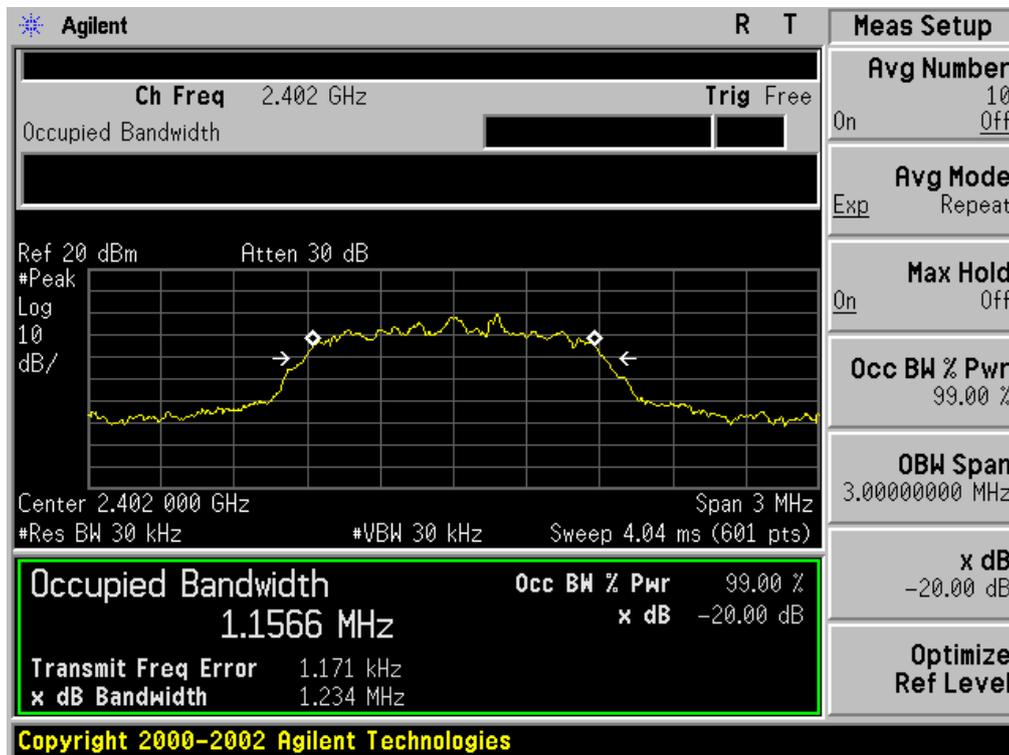 Agilent R T
Ch Freq 2.402 GHz Trig Free
Occupied Bandwidth
Ref 20 dBm Atten 30 dB
#Peak
Log
10
dB/
Center 2.402 000 GHz Span 3 MHz
#Res BW 30 kHz #VBW 30 kHz Sweep 4.04 ms (601 pts)
Occupied Bandwidth Occ BW % Pwr 99.00 %
1.1566 MHz x dB -20.00 dB
Transmit Freq Error 1.171 kHz
x dB Bandwidth 1.234 MHz
Copyright 2000-2002 Agilent Technologies
Meas Setup
Avg Number
10
On Off
Avg Mode
Exp Repeat
Max Hold
On Off
Occ BW % Pwr
99.00 %
OBW Span
3.00000000 MHz
x dB
-20.00 dB
Optimize
Ref Level